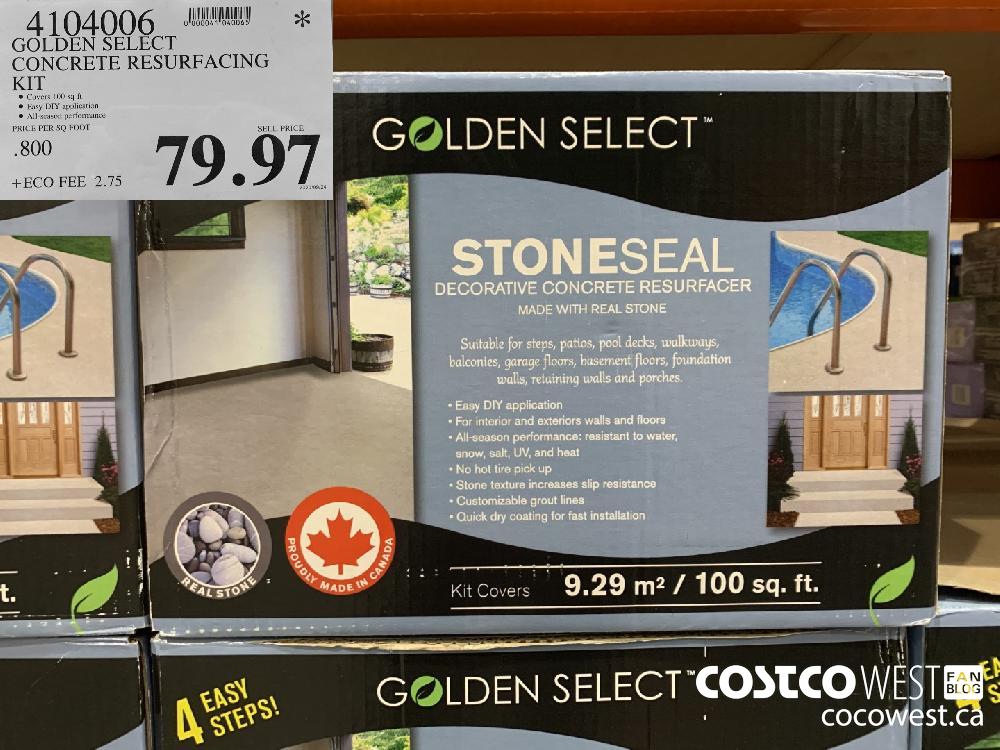 4104006
0"000041"040065"
*
GOLDEN SELECT
CONCRETE RESURFACING
KIT
• Covers 100 sq ft
• Easy DIY application
• All-season performance
PRICE PER SQ FOOT
SELL PRICE
.800
79.97
+ECO FEE 2.75
GOLDEN SELECT™
STONESEAL
DECORATIVE CONCRETE RESURFACER
MADE WITH REAL STONE
Suitable for steps, patios, pool decks, walkways,
balconies, garage floors, basement floors, foundation
walls, retaining walls and porches.
• Easy DIY application
• For interior and exteriors walls and floors
• All-season performance: resistant to water,
snow, salt, UV, and heat
• No hot tire pick up
• Stone texture increases slip resistance
• Customizable grout lines
• Quick dry coating for fast installation
REAL STONE
PROUDLY MADE IN CANADA
t.
Kit Covers 9.29 m² / 100 sq. ft.
4 EASY
STEPS!
GOLDEN SELECT™
COSTCO WEST
FAN
BLOG
cocowest.ca